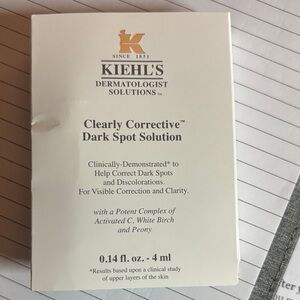 K
SINCE 1851
KIEHL'S
DERMATOLOGIST
SOLUTIONS™
Clearly Corrective™
Dark Spot Solution
Clinically-Demonstrated* to
Help Correct Dark Spots
and Discolorations.
For Visible Correction and Clarity.
with a Potent Complex of
Activated C, White Birch
and Peony
0.14 fl. oz. - 4 ml
*Results based upon a clinical study
of upper layers of the skin